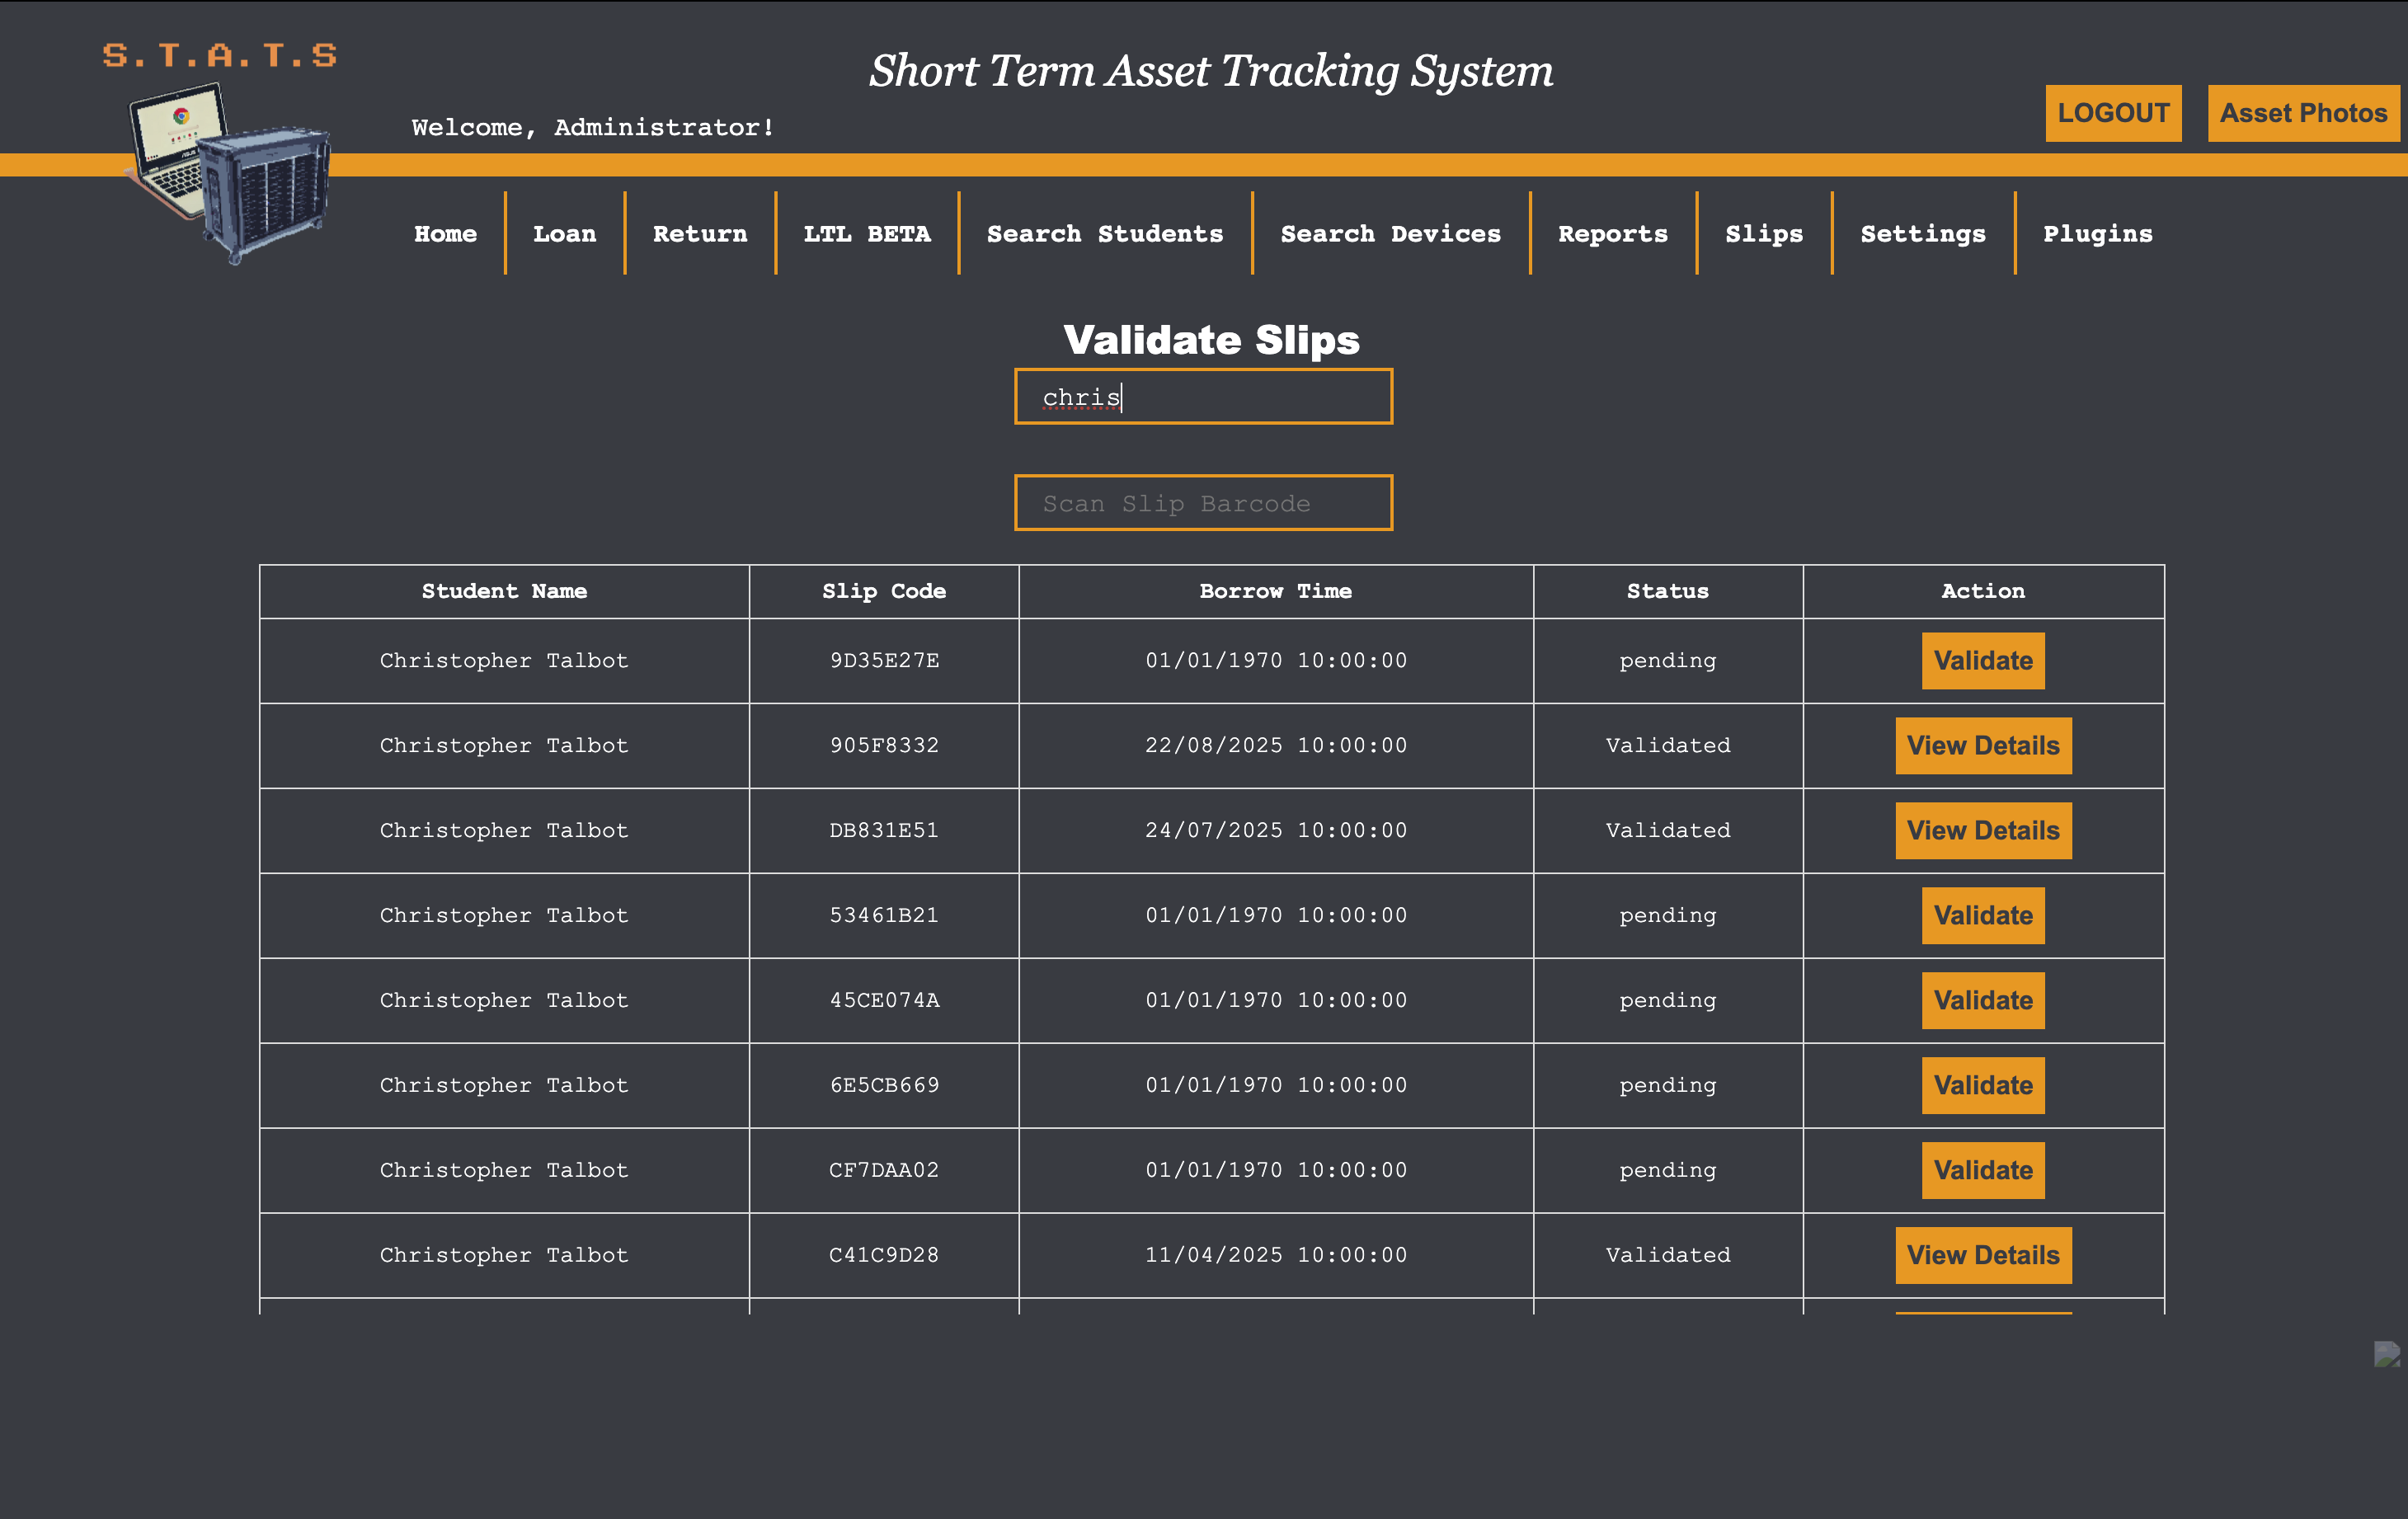 S.T.A.T.S
Short Term Asset Tracking System
Welcome, Administrator!
LOGOUT Asset Photos
Home Loan Return LTL BETA Search Students Search Devices Reports Slips Settings Plugins
Validate Slips
chris
Scan Slip Barcode
Student Name Slip Code Borrow Time Status Action
Christopher Talbot 9D35E27E 01/01/1970 10:00:00 pending Validate
Christopher Talbot 905F8332 22/08/2025 10:00:00 Validated View Details
Christopher Talbot DB831E51 24/07/2025 10:00:00 Validated View Details
Christopher Talbot 53461B21 01/01/1970 10:00:00 pending Validate
Christopher Talbot 45CE074A 01/01/1970 10:00:00 pending Validate
Christopher Talbot 6E5CB669 01/01/1970 10:00:00 pending Validate
Christopher Talbot CF7DAA02 01/01/1970 10:00:00 pending Validate
Christopher Talbot C41C9D28 11/04/2025 10:00:00 Validated View Details